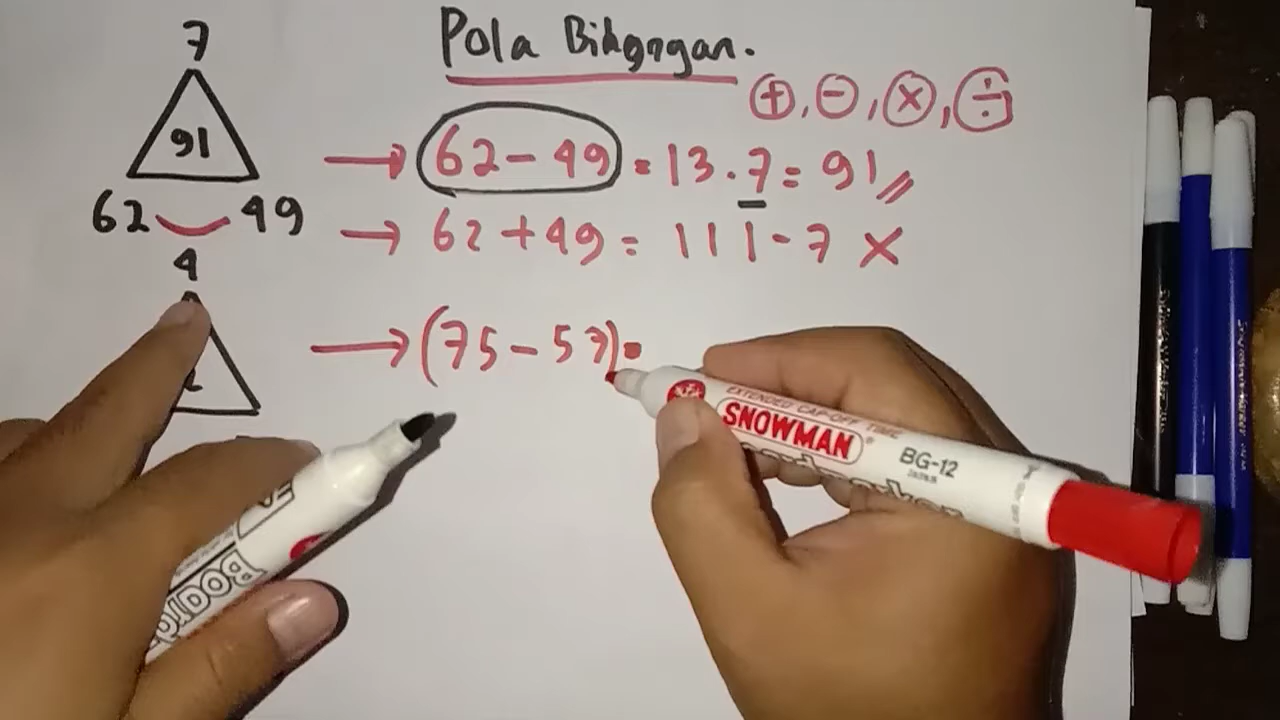 7
Pola Bilangan.
+, -, ×, ÷
91
→ 62 - 49 = 13 . 7 = 91 //
62 49
→ 62 + 49 = 111 - 7 ×
4
→ (75 - 57) =
EXTENDED CAP-OFF TIME
SNOWMAN
BG-12
Japan